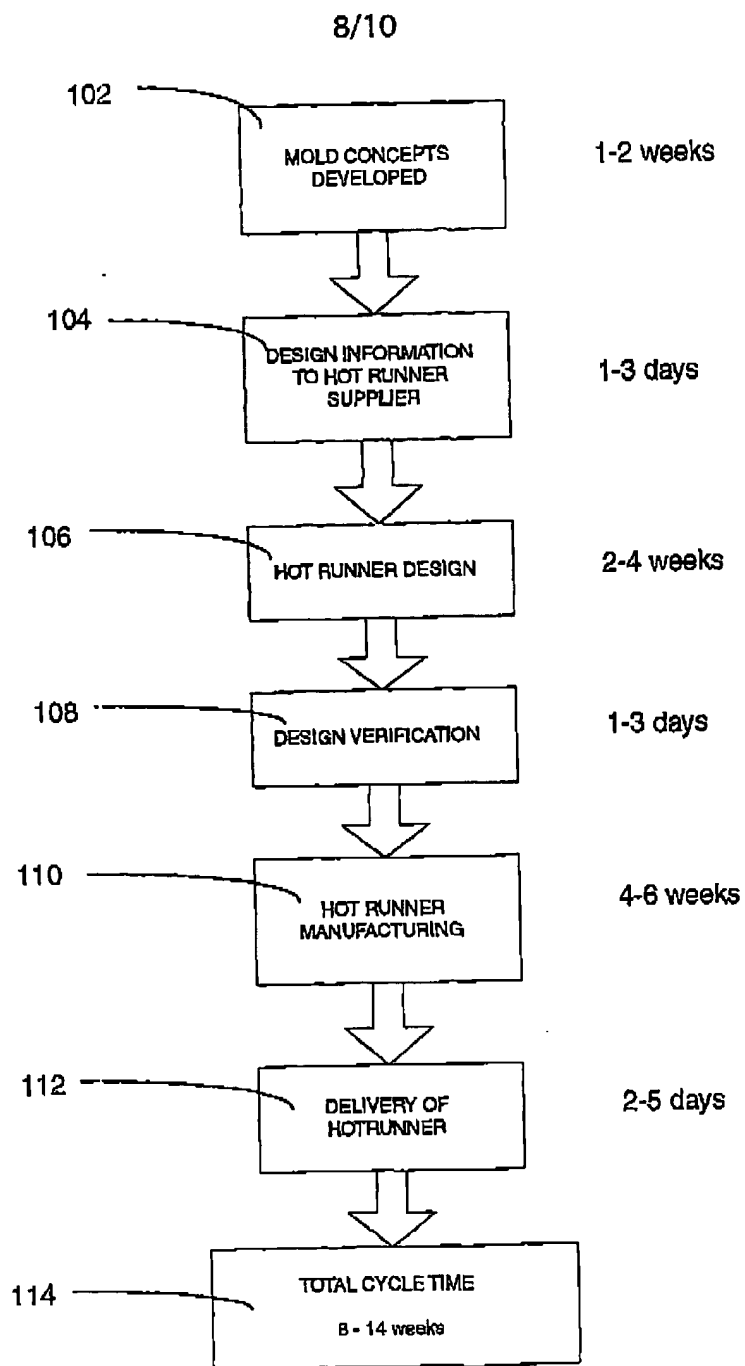 8/10
102
MOLD CONCEPTS
DEVELOPED
1-2 weeks
104
DESIGN INFORMATION
TO HOT RUNNER
SUPPLIER
1-3 days
106
HOT RUNNER DESIGN
2-4 weeks
108
DESIGN VERIFICATION
1-3 days
110
HOT RUNNER
MANUFACTURING
4-6 weeks
112
DELIVERY OF
HOTRUNNER
2-5 days
114
TOTAL CYCLE TIME
8 - 14 weeks